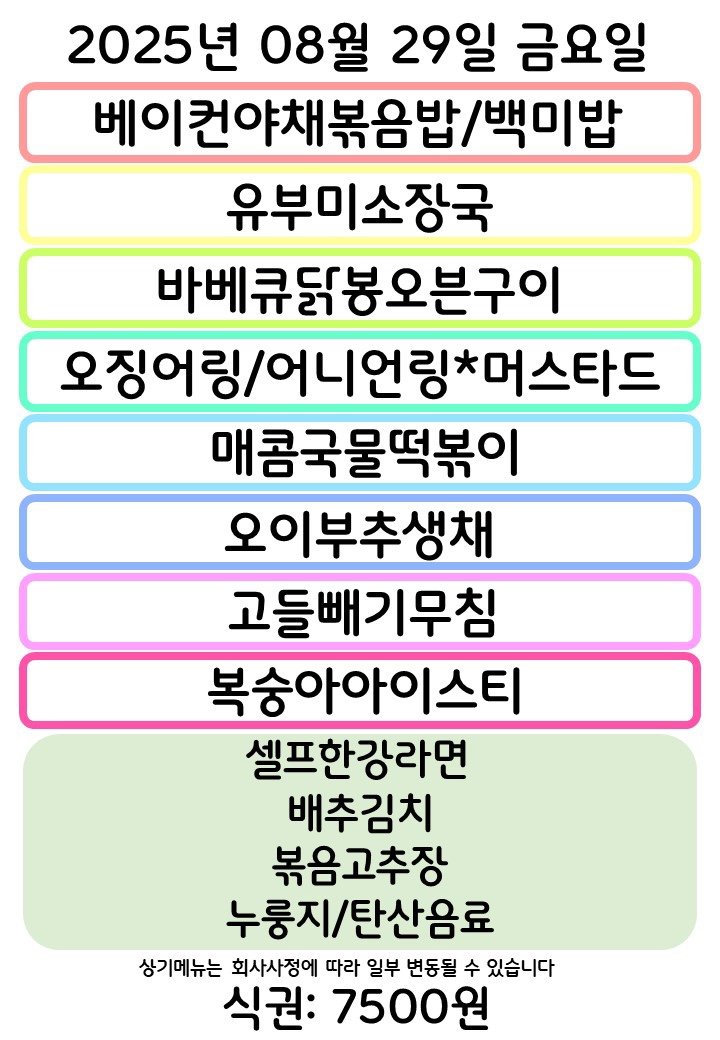 2025년 08월 29일 금요일
베이컨야채볶음밥/백미밥
유부미소장국
바베큐닭봉오븐구이
오징어링/어니언링*머스타드
매콤국물떡볶이
오이부추생채
고들빼기무침
복숭아아이스티
셀프한강라면
배추김치
볶음고추장
누룽지/탄산음료
상기메뉴는 회사사정에 따라 일부 변동될 수 있습니다
식권: 7500원